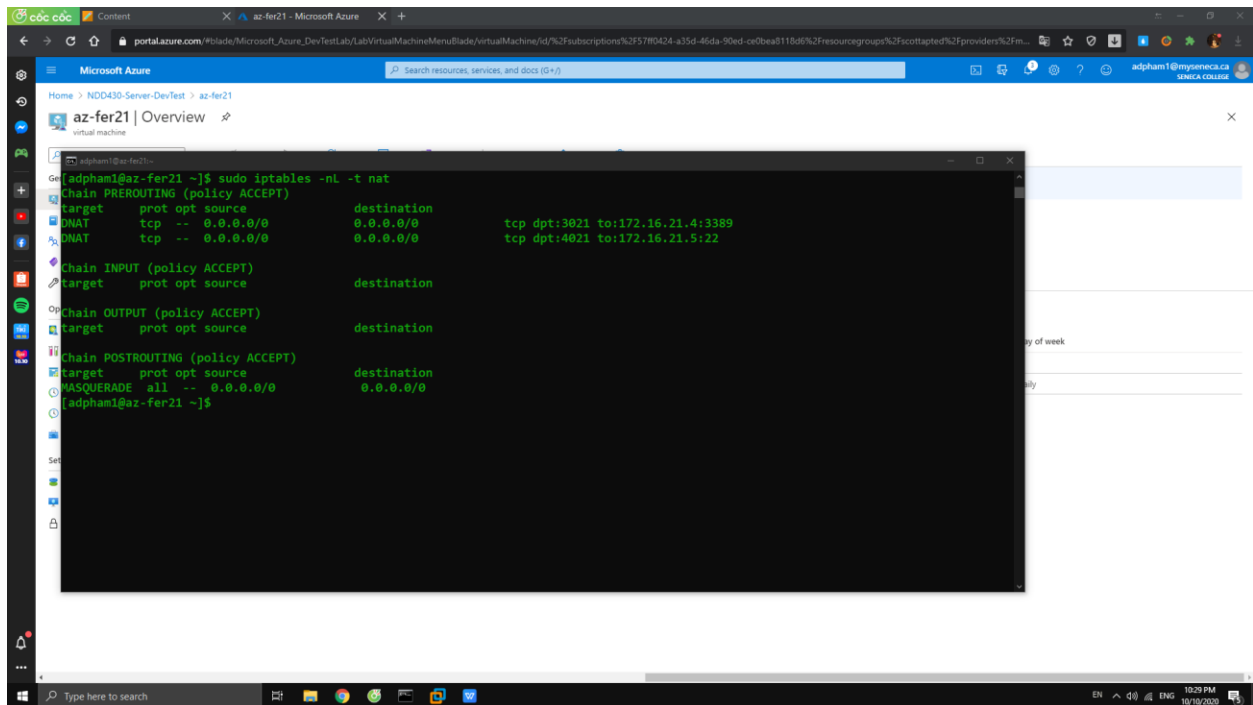 cốc cốc Content az-fer21 - Microsoft Azure
portal.azure.com/#blade/Microsoft_Azure_DevTestLab/LabVirtualMachineMenuBlade/virtualMachine/id/%2Fsubscriptions%2F57ff0424-a35d-46da-90ed-ce0bea8118d6%2Fresourcegroups%2Fscottapted%2Fproviders%2Fm...
Microsoft Azure Search resources, services, and docs (G+/) adpham1@myseneca.ca
SENECA COLLEGE
Home > NDD430-Server-DevTest > az-fer21
az-fer21 | Overview
virtual machine
adpham1@az-fer21:~
[adpham1@az-fer21 ~]$ sudo iptables -nL -t nat
Chain PREROUTING (policy ACCEPT)
target prot opt source destination
DNAT tcp -- 0.0.0.0/0 0.0.0.0/0 tcp dpt:3021 to:172.16.21.4:3389
DNAT tcp -- 0.0.0.0/0 0.0.0.0/0 tcp dpt:4021 to:172.16.21.5:22
Chain INPUT (policy ACCEPT)
target prot opt source destination
Chain OUTPUT (policy ACCEPT)
target prot opt source destination
Chain POSTROUTING (policy ACCEPT)
target prot opt source destination
MASQUERADE all -- 0.0.0.0/0 0.0.0.0/0
[adpham1@az-fer21 ~]$
Ge
Op
Set
ay of week
aily
Type here to search
EN ENG 10:29 PM
10/10/2020